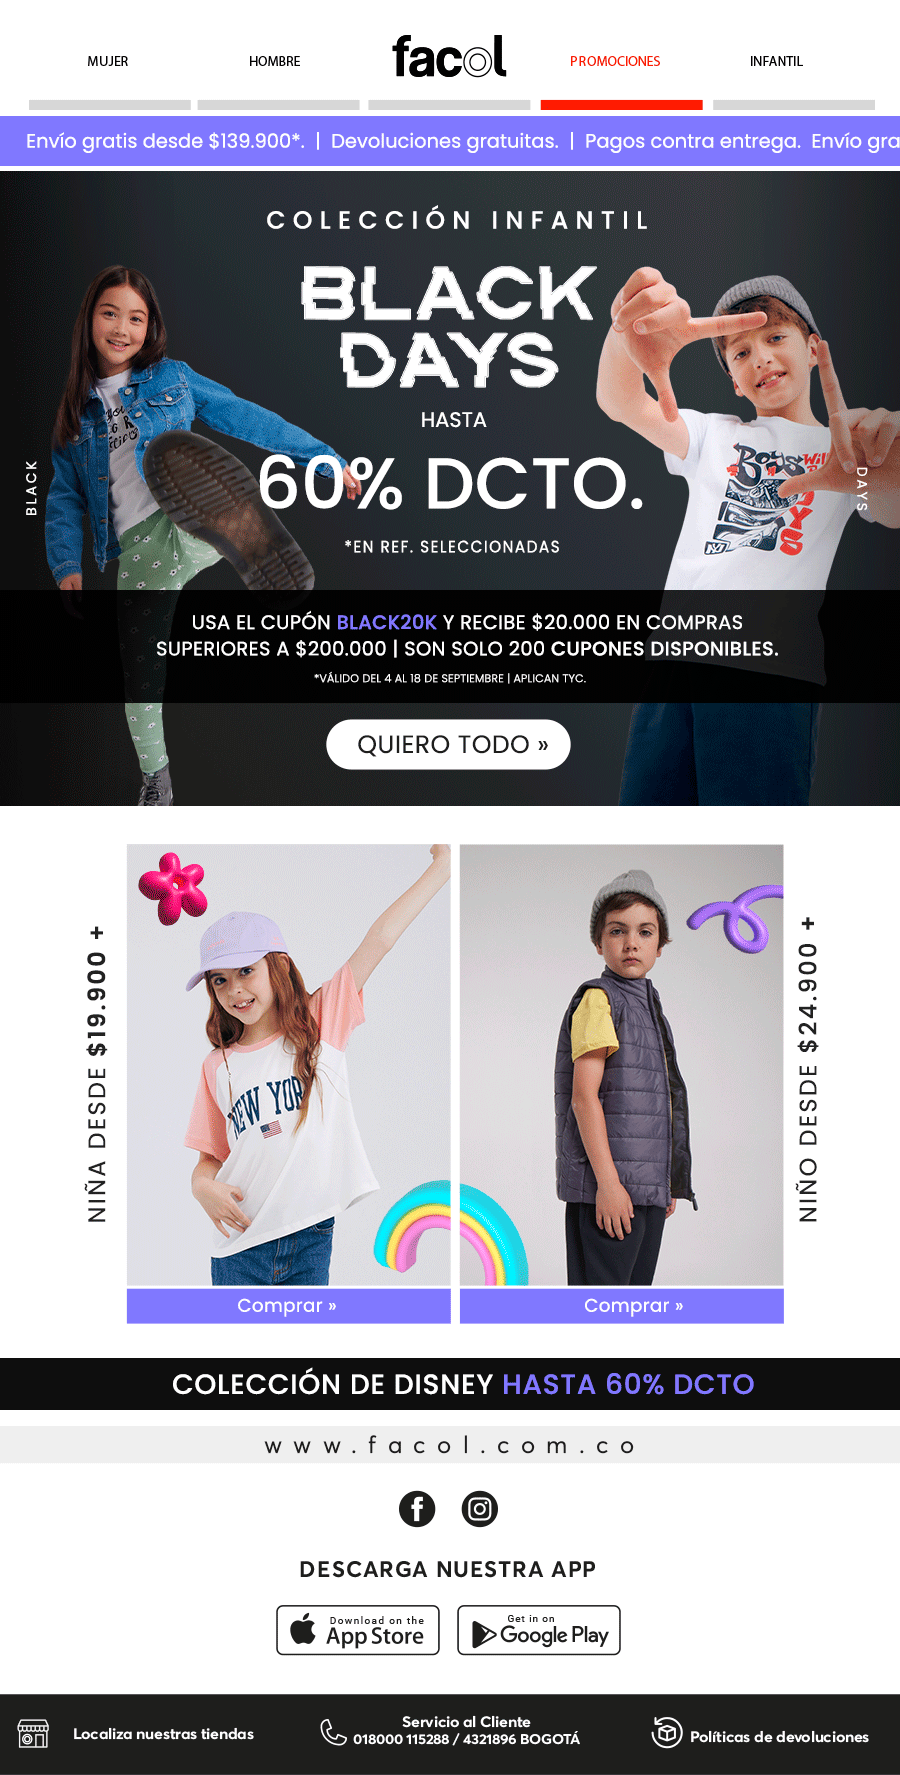 MUJER
HOMBRE
facol
PROMOCIONES
INFANTIL
Envío gratis desde $139.900*. | Devoluciones gratuitas. | Pagos contra entrega. Envío gra
COLECCIÓN INFANTIL
BLACK
DAYS
HASTA
60% DCTO.
*EN REF. SELECCIONADAS
BLACK
DAYS
Boys
USA EL CUPÓN BLACK20K Y RECIBE $20.000 EN COMPRAS
SUPERIORES A $200.000 | SON SOLO 200 CUPONES DISPONIBLES.
*VÁLIDO DEL 4 AL 18 DE SEPTIEMBRE | APLICAN TYC.
QUIERO TODO »
NIÑA DESDE $19.900 +
NEW YOR
NIÑO DESDE $24.900 +
Comprar »
Comprar »
COLECCIÓN DE DISNEY HASTA 60% DCTO
www.facol.com.co
DESCARGA NUESTRA APP
Download on the
App Store
Get in on
Google Play
Localiza nuestras tiendas
Servicio al Cliente
018000 115288 / 4321896 BOGOTÁ
Políticas de devoluciones